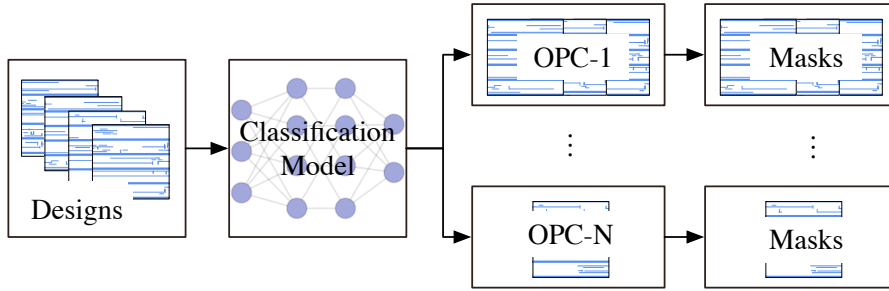 Designs
Classification
Model
OPC-1
Masks
⋮
⋮
OPC-N
Masks